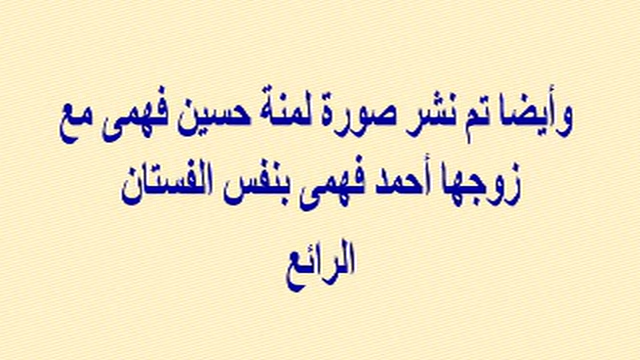 وأيضا تم نشر صورة لمنة حسين فهمى مع
زوجها أحمد فهمى بنفس الفستان
الرائع